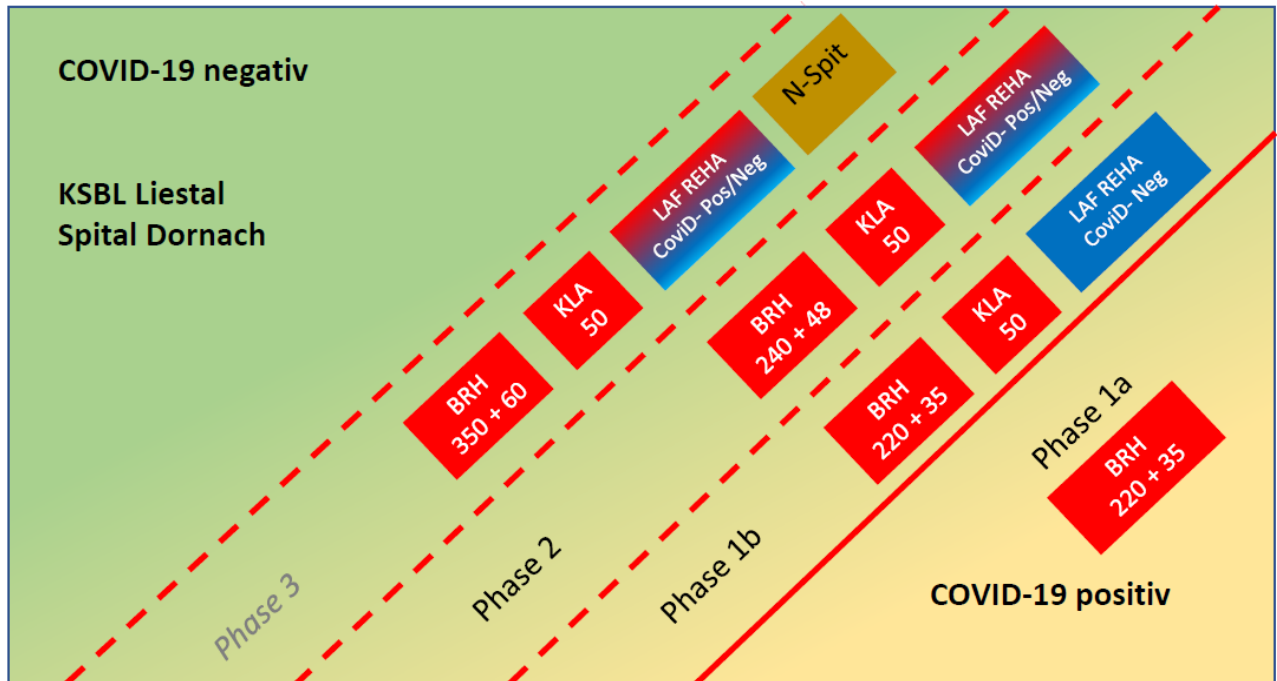 COVID-19 negativ
KSBL Liestal
Spital Dornach
N-Spit
LAF REHA
CoviD- Pos/Neg
KLA
50
BRH
350 + 60
Phase 3
LAF REHA
CoviD- Pos/Neg
KLA
50
BRH
240 + 48
Phase 2
LAF REHA
CoviD- Neg
KLA
50
BRH
220 + 35
Phase 1b
Phase 1a
BRH
220 + 35
COVID-19 positiv